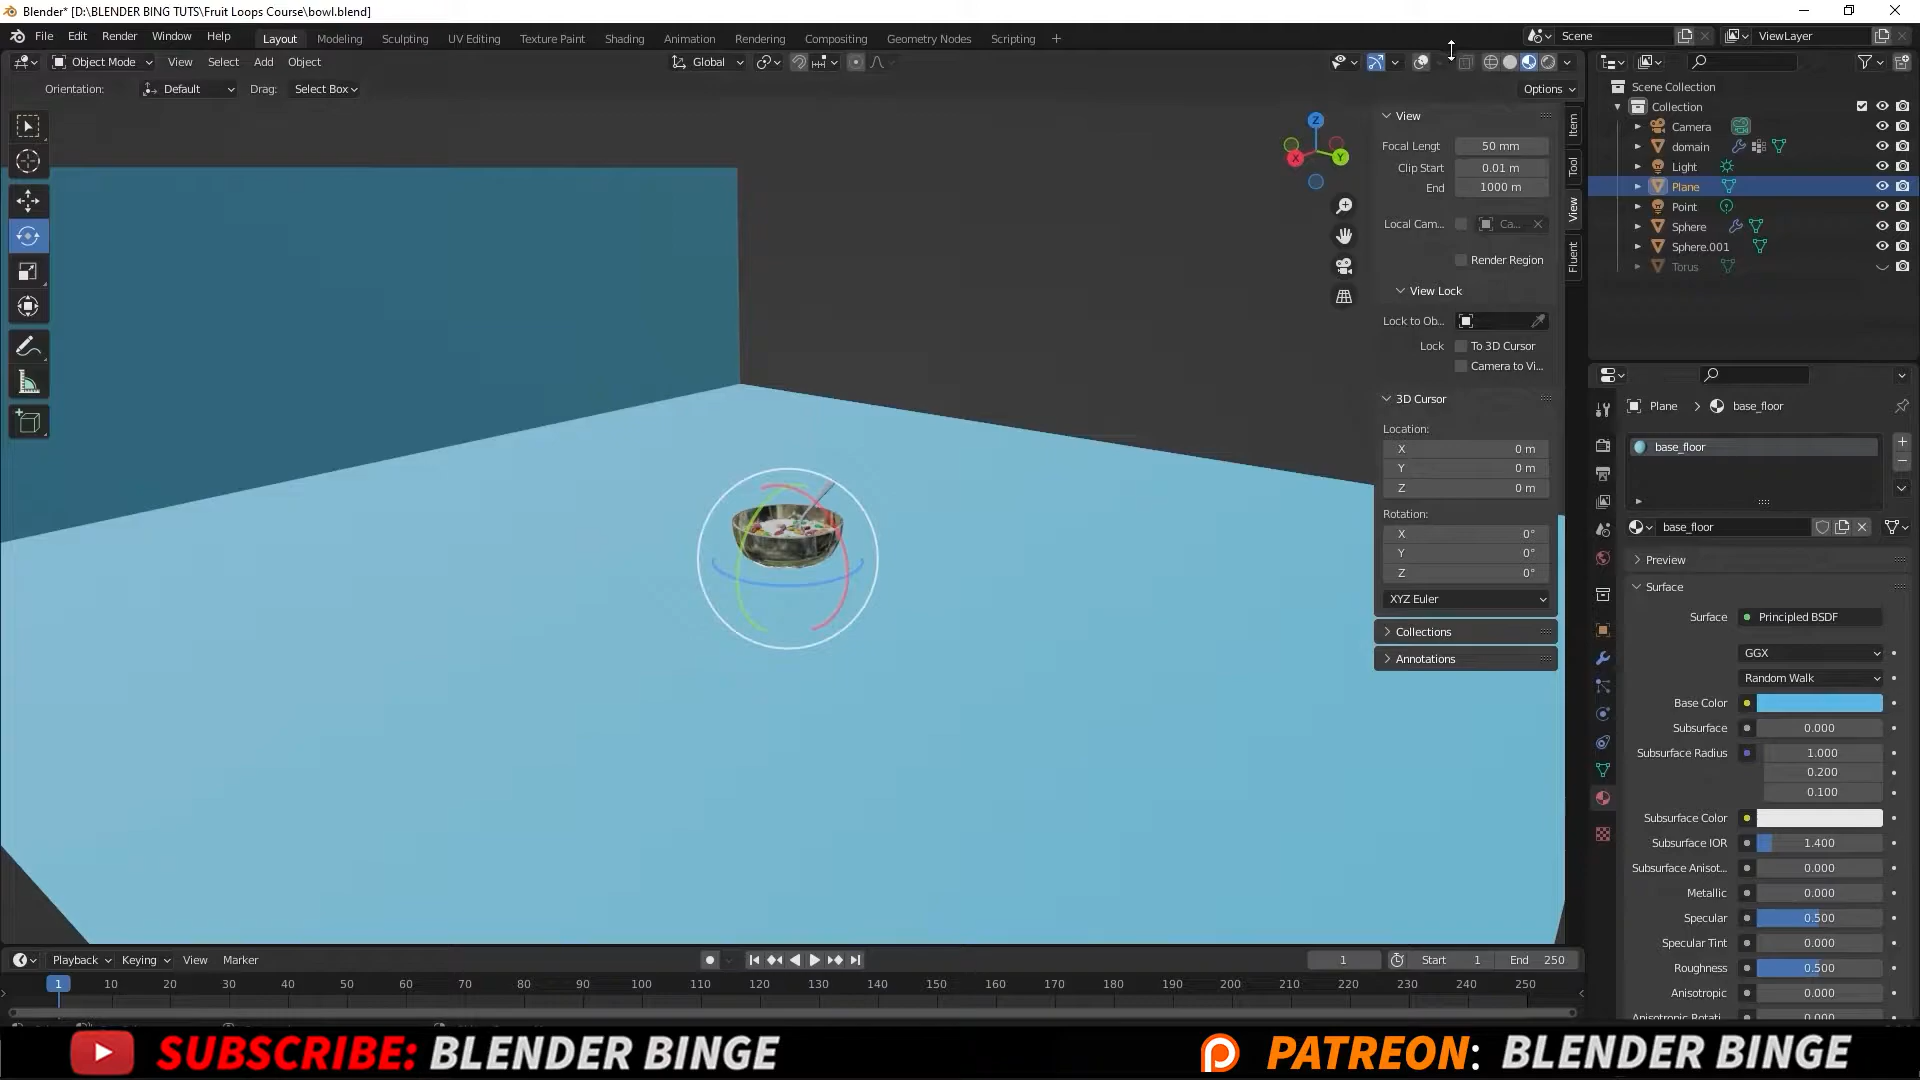 Blender* [D:\BLENDER BING TUTS\Fruit Loops Course\bowl.blend]
File Edit Render Window Help Layout Modeling Sculpting UV Editing Texture Paint Shading Animation Rendering Compositing Geometry Nodes Scripting + Scene ViewLayer
Object Mode View Select Add Object Global
Orientation: Default Drag: Select Box Options
Scene Collection
Collection
Camera
domain
Light
Plane
Point
Sphere
Sphere.001
Torus
Z
X
Y
View
Focal Lengt 50 mm
Clip Start 0.01 m
End 1000 m
Local Cam... Ca...
Render Region
View Lock
Lock to Ob...
Lock To 3D Cursor
Camera to Vi...
3D Cursor
Location:
X 0 m
Y 0 m
Z 0 m
Rotation:
X 0°
Y 0°
Z 0°
XYZ Euler
Collections
Annotations
Item
Tool
View
Fluent
Plane > base_floor
base_floor
base_floor
Preview
Surface
Surface Principled BSDF
GGX
Random Walk
Base Color
Subsurface 0.000
Subsurface Radius 1.000
0.200
0.100
Subsurface Color
Subsurface IOR 1.400
Subsurface Anisot... 0.000
Metallic 0.000
Specular 0.500
Specular Tint 0.000
Roughness 0.500
Anisotropic 0.000
Anisotropic Rotati... 0.000
Playback Keying View Marker 1 Start 1 End 250
1 10 20 30 40 50 60 70 80 90 100 110 120 130 140 150 160 170 180 190 200 210 220 230 240 250
SUBSCRIBE: BLENDER BINGE
PATREON: BLENDER BINGE